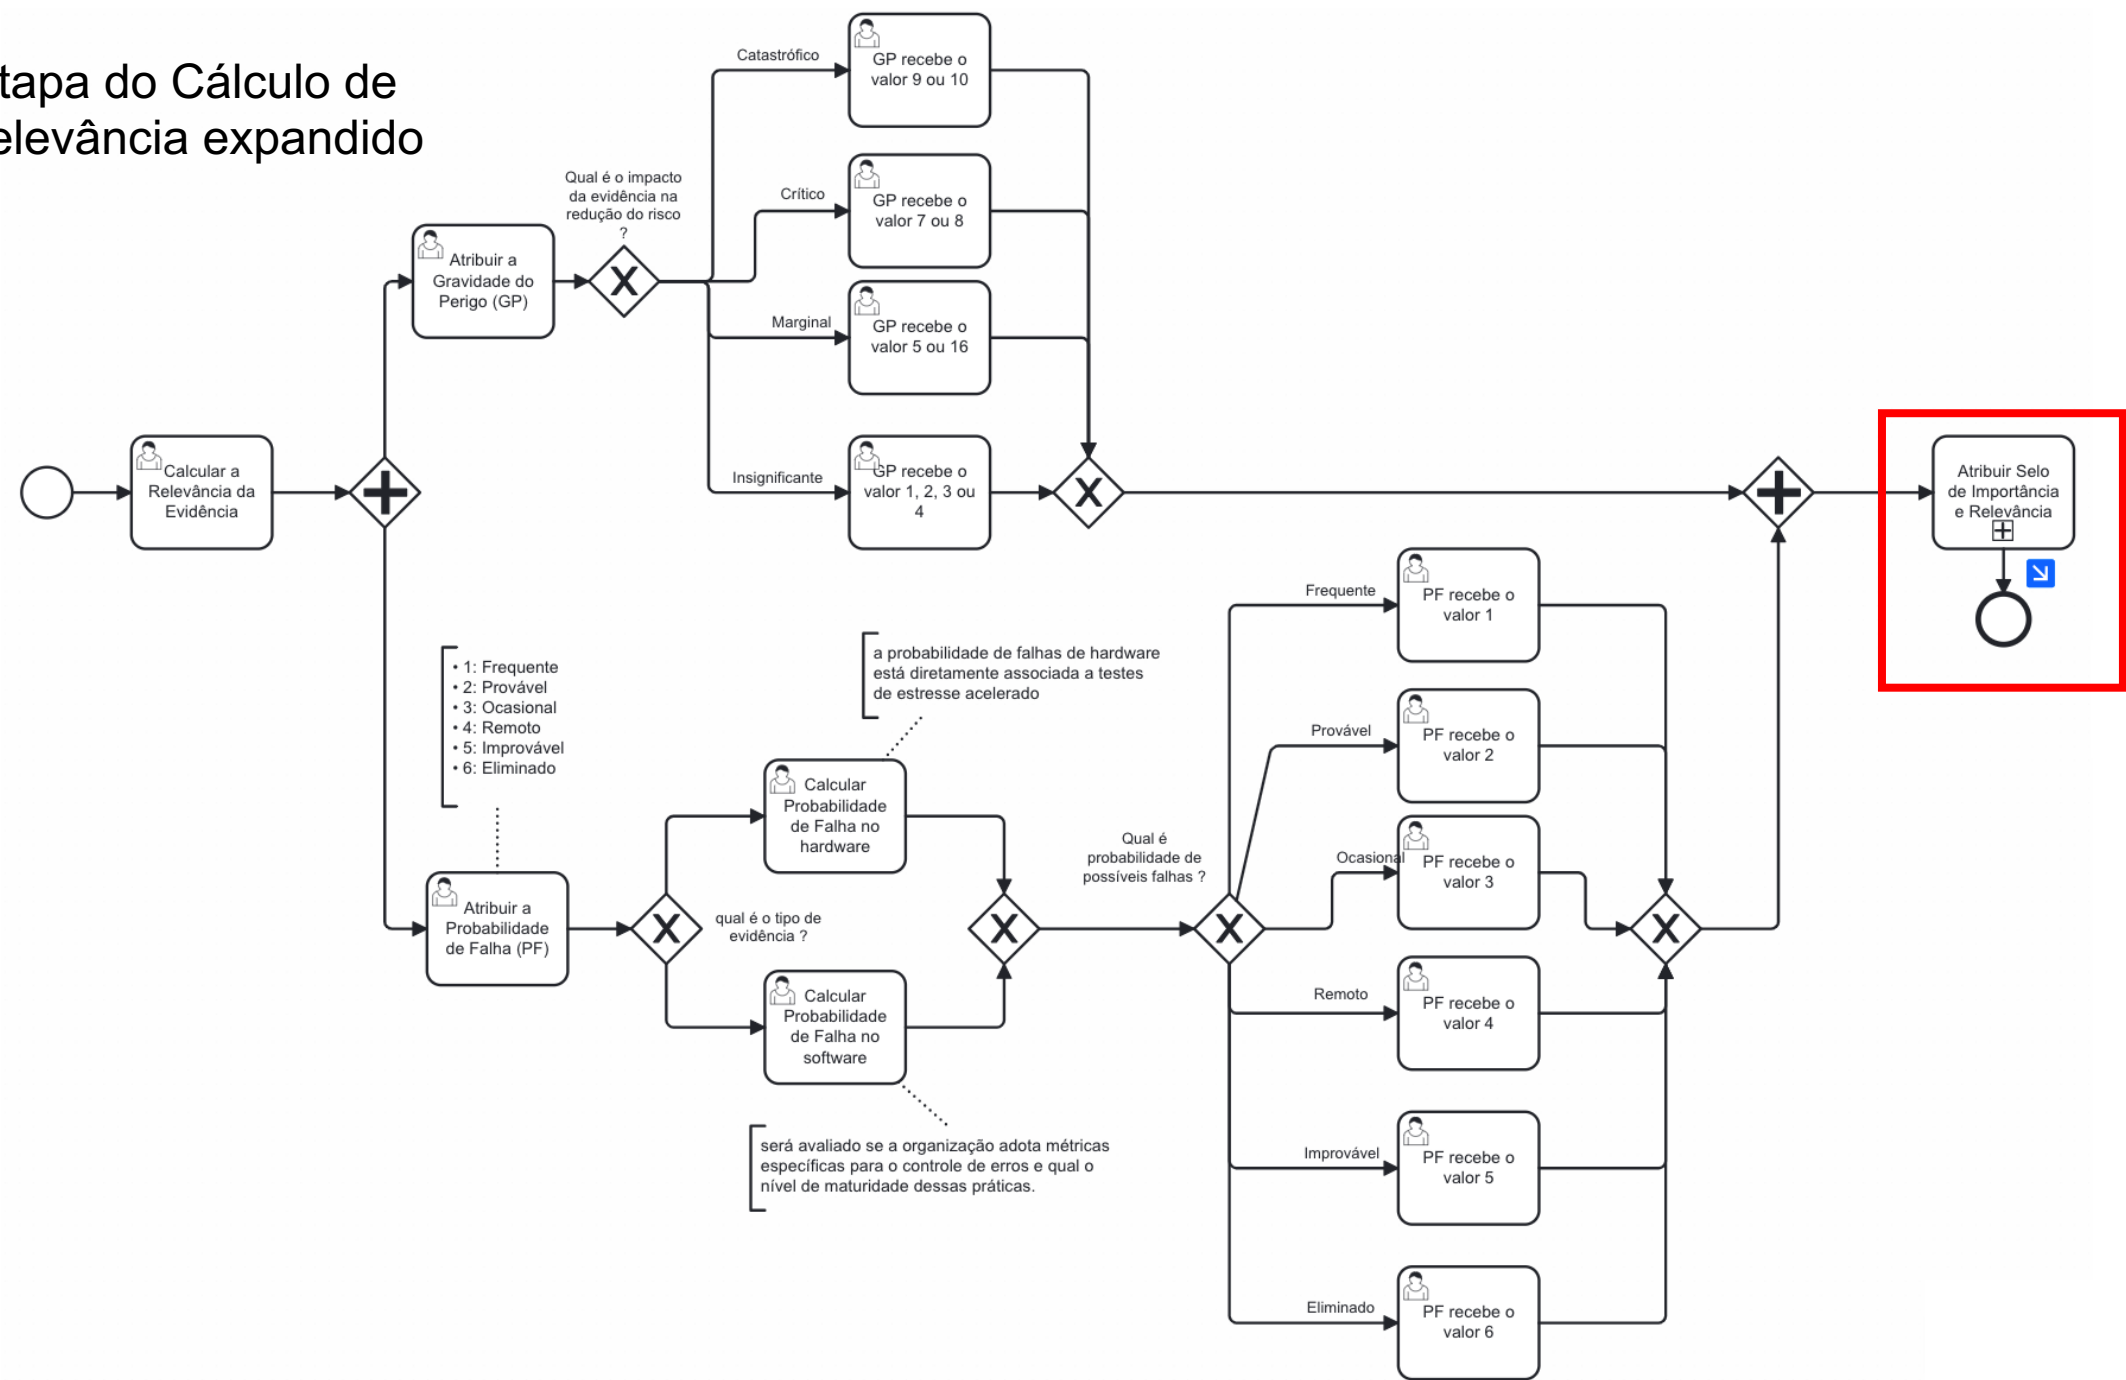 tapa do Cálculo de
elevância expandido
Catastrófico
GP recebe o
valor 9 ou 10
Qual é o impacto
da evidência na
redução do risco
?
Crítico
GP recebe o
valor 7 ou 8
Atribuir a
Gravidade do
Perigo (GP)
X
Marginal
GP recebe o
valor 5 ou 16
Insignificante
GP recebe o
valor 1, 2, 3 ou
4
X
Calcular a
Relevância da
Evidência
Atribuir Selo
de Importância
e Relevância
• 1: Frequente
• 2: Provável
• 3: Ocasional
• 4: Remoto
• 5: Improvável
• 6: Eliminado
a probabilidade de falhas de hardware
está diretamente associada a testes
de estresse acelerado
Atribuir a
Probabilidade
de Falha (PF)
X
qual é o tipo de
evidência ?
Calcular
Probabilidade
de Falha no
hardware
Calcular
Probabilidade
de Falha no
software
será avaliado se a organização adota métricas
específicas para o controle de erros e qual o
nível de maturidade dessas práticas.
X
Qual é
probabilidade de
possíveis falhas ?
X
Frequente
PF recebe o
valor 1
Provável
PF recebe o
valor 2
Ocasional
PF recebe o
valor 3
X
Remoto
PF recebe o
valor 4
Improvável
PF recebe o
valor 5
Eliminado
PF recebe o
valor 6